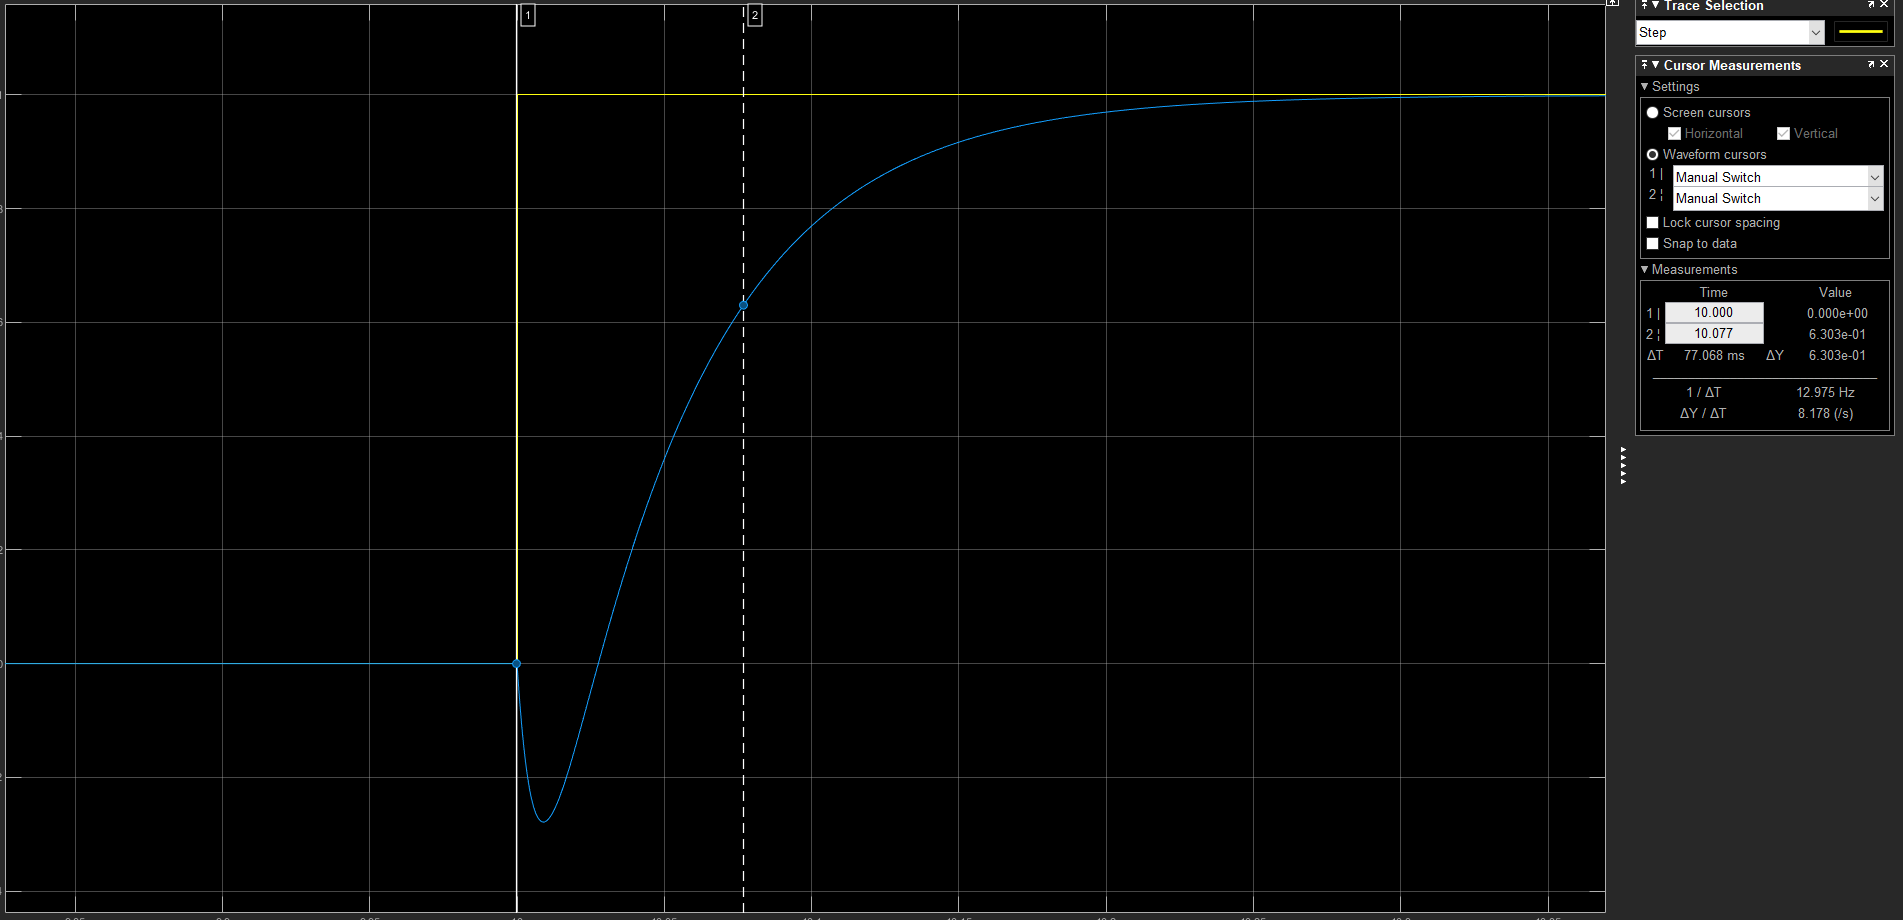 1
2
Trace Selection
Step
Cursor Measurements
Settings
Screen cursors
Horizontal Vertical
Waveform cursors
1 | Manual Switch
2 ¦ Manual Switch
Lock cursor spacing
Snap to data
Measurements
Time Value
1 | 10.000 0.000e+00
2 ¦ 10.077 6.303e-01
ΔT 77.068 ms ΔY 6.303e-01
1 / ΔT 12.975 Hz
ΔY / ΔT 8.178 (/s)